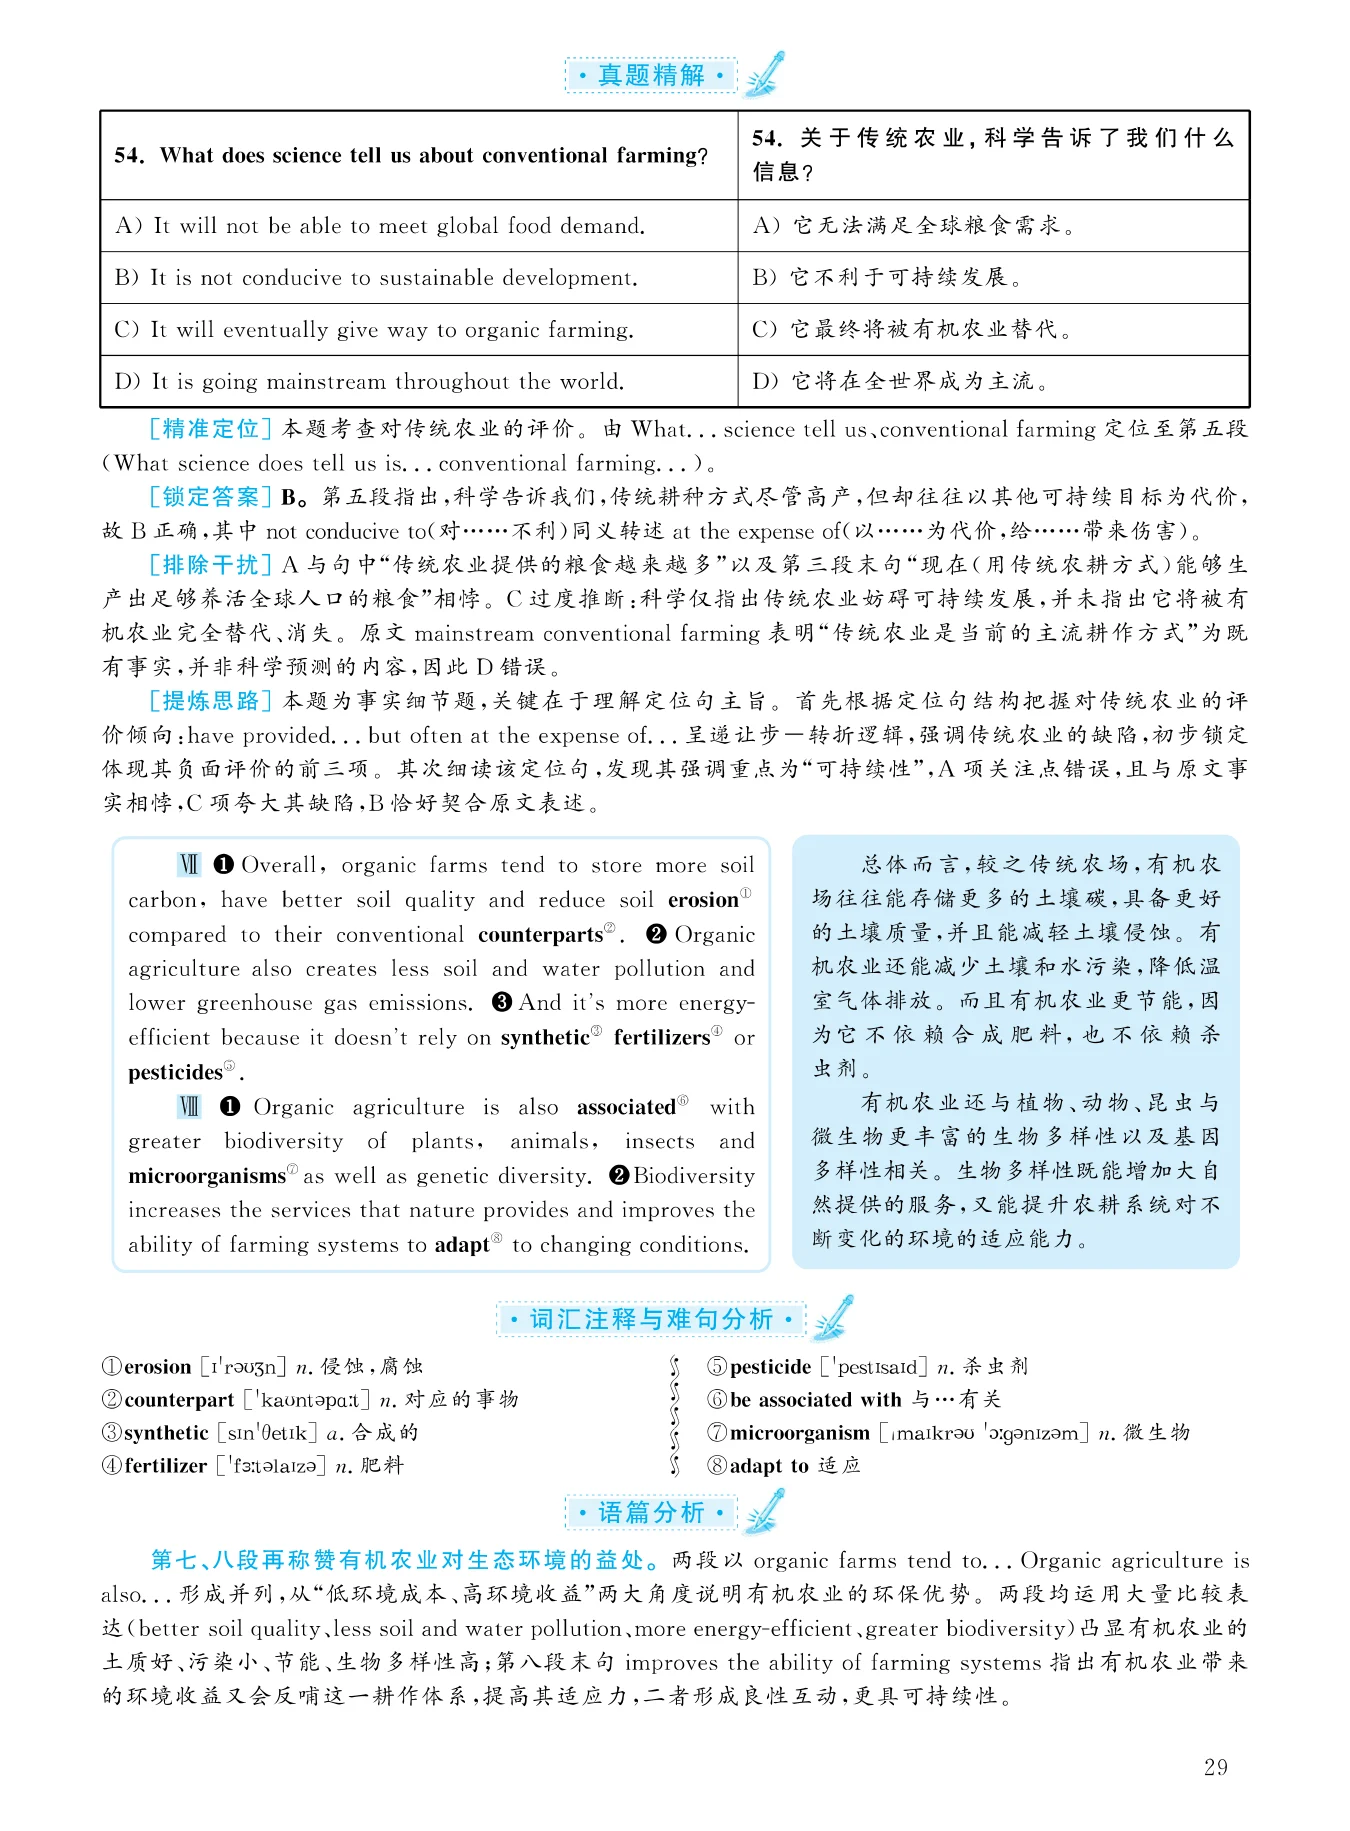 ·真题精解·
54. What does science tell us about conventional farming?
54. 关于传统农业,科学告诉了我们什么
信息?
A) It will not be able to meet global food demand.
A) 它无法满足全球粮食需求。
B) It is not conducive to sustainable development.
B) 它不利于可持续发展。
C) It will eventually give way to organic farming.
C) 它最终将被有机农业替代。
D) It is going mainstream throughout the world.
D) 它将在全世界成为主流。
[精准定位] 本题考查对传统农业的评价。由 What...science tell us、conventional farming 定位至第五段
(What science does tell us is...conventional farming...)。
[锁定答案] B。第五段指出,科学告诉我们,传统耕种方式尽管高产,但却往往以其他可持续目标为代价,
故 B 正确,其中 not conducive to(对……不利)同义转述 at the expense of(以……为代价,给……带来伤害)。
[排除干扰] A 与句中“传统农业提供的粮食越来越多”以及第三段末句“现在(用传统农耕方式)能够生
产出足够养活全球人口的粮食”相悖。C 过度推断:科学仅指出传统农业妨碍可持续发展,并未指出它将被有
机农业完全替代、消失。原文 mainstream conventional farming 表明“传统农业是当前的主流耕作方式”为既
有事实,并非科学预测的内容,因此 D 错误。
[提炼思路] 本题为事实细节题,关键在于理解定位句主旨。首先根据定位句结构把握对传统农业的评
价倾向:have provided...but often at the expense of...呈递让步—转折逻辑,强调传统农业的缺陷,初步锁定
体现其负面评价的前三项。其次细读该定位句,发现其强调重点为“可持续性”,A 项关注点错误,且与原文事
实相悖,C 项夸大其缺陷,B 恰好契合原文表述。
Ⅶ ❶ Overall, organic farms tend to store more soil
carbon, have better soil quality and reduce soil erosion①
compared to their conventional counterparts②. ❷ Organic
agriculture also creates less soil and water pollution and
lower greenhouse gas emissions. ❸ And it's more energy-
efficient because it doesn't rely on synthetic③ fertilizers④ or
pesticides⑤.
Ⅷ ❶ Organic agriculture is also associated⑥ with
greater biodiversity of plants, animals, insects and
microorganisms⑦ as well as genetic diversity. ❷ Biodiversity
increases the services that nature provides and improves the
ability of farming systems to adapt⑧ to changing conditions.
总体而言,较之传统农场,有机农
场往往能存储更多的土壤碳,具备更好
的土壤质量,并且能减轻土壤侵蚀。有
机农业还能减少土壤和水污染,降低温
室气体排放。而且有机农业更节能,因
为它不依赖合成肥料,也不依赖杀
虫剂。
有机农业还与植物、动物、昆虫与
微生物更丰富的生物多样性以及基因
多样性相关。生物多样性既能增加大自
然提供的服务,又能提升农耕系统对不
断变化的环境的适应能力。
·词汇注释与难句分析·
①erosion [ɪˈrəʊʒn] n. 侵蚀,腐蚀
②counterpart [ˈkaʊntəpɑːt] n. 对应的事物
③synthetic [sɪnˈθetɪk] a. 合成的
④fertilizer [ˈfɜːtəlaɪzə] n. 肥料
⑤pesticide [ˈpestɪsaɪd] n. 杀虫剂
⑥be associated with 与…有关
⑦microorganism [ˌmaɪkrəʊ ˈɔːgənɪzəm] n. 微生物
⑧adapt to 适应
·语篇分析·
第七、八段再称赞有机农业对生态环境的益处。两段以 organic farms tend to...Organic agriculture is
also...形成并列,从“低环境成本、高环境收益”两大角度说明有机农业的环保优势。两段均运用大量比较表
达(better soil quality、less soil and water pollution、more energy-efficient、greater biodiversity)凸显有机农业的
土质好、污染小、节能、生物多样性高;第八段末句 improves the ability of farming systems 指出有机农业带来
的环境收益又会反哺这一耕作体系,提高其适应力,二者形成良性互动,更具可持续性。
29